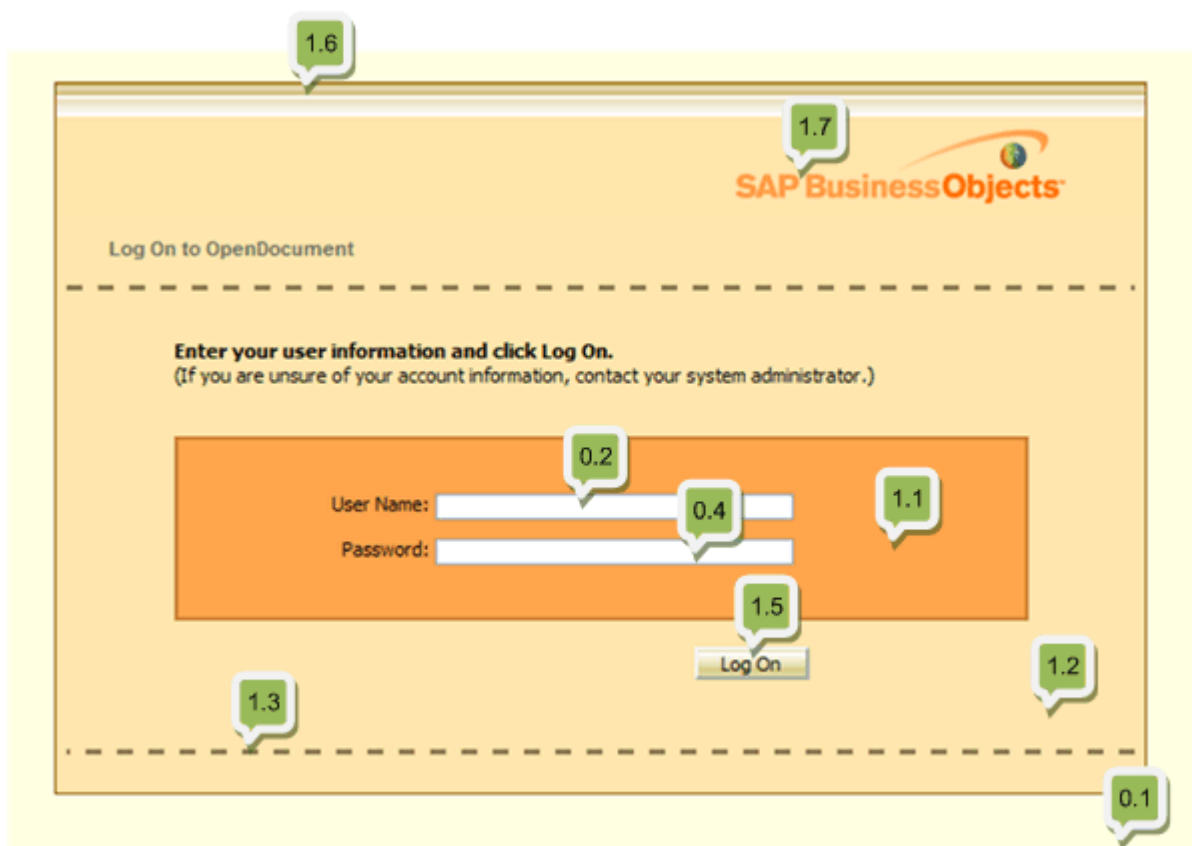 1.6
1.7
SAP BusinessObjects™
Log On to OpenDocument
Enter your user information and click Log On.
(If you are unsure of your account information, contact your system administrator.)
0.2
User Name:
0.4
1.1
Password:
1.5
Log On
1.2
1.3
0.1